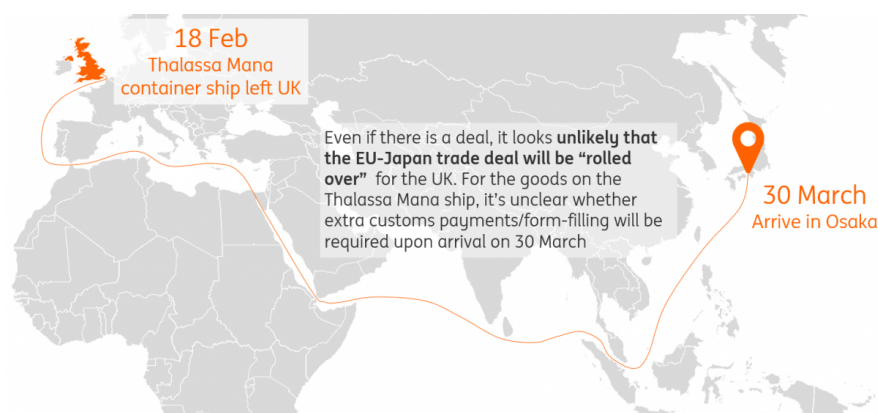 18 Feb
Thalassa Mana
container ship left UK
Even if there is a deal, it looks unlikely that
the EU-Japan trade deal will be “rolled
over” for the UK. For the goods on the
Thalassa Mana ship, it’s unclear whether
extra customs payments/form-filling will be
required upon arrival on 30 March
30 March
Arrive in Osaka